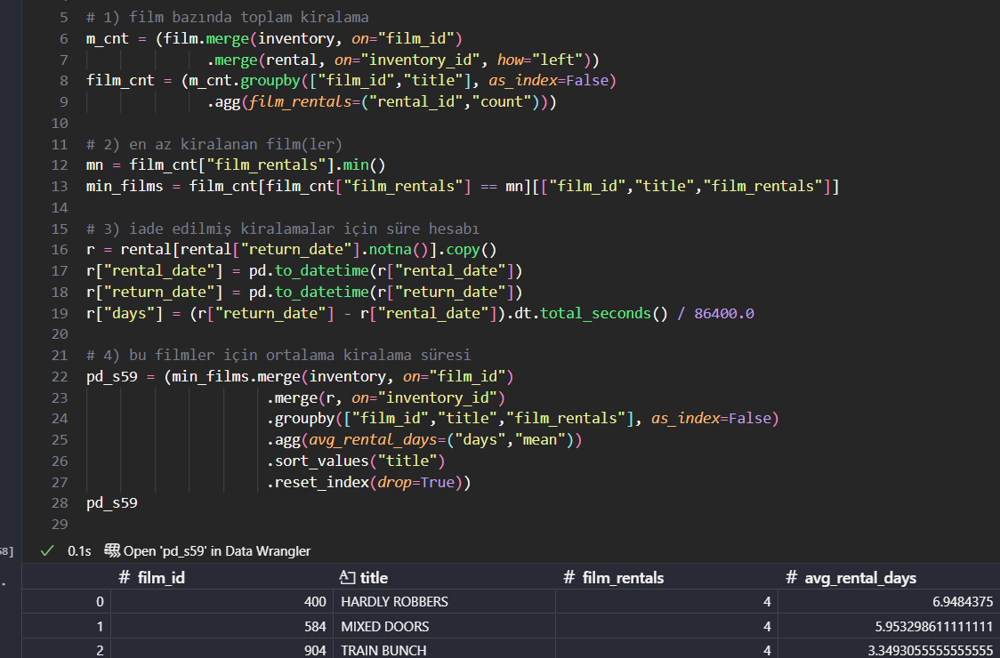 5 # 1) film bazında toplam kiralama
6 m_cnt = (film.merge(inventory, on="film_id")
7 .merge(rental, on="inventory_id", how="left"))
8 film_cnt = (m_cnt.groupby(["film_id","title"], as_index=False)
9 .agg(film_rentals=("rental_id","count")))
10
11 # 2) en az kiralanan film(ler)
12 mn = film_cnt["film_rentals"].min()
13 min_films = film_cnt[film_cnt["film_rentals"] == mn][["film_id","title","film_rentals"]]
14
15 # 3) iade edilmiş kiralamalar için süre hesabı
16 r = rental[rental["return_date"].notna()].copy()
17 r["rental_date"] = pd.to_datetime(r["rental_date"])
18 r["return_date"] = pd.to_datetime(r["return_date"])
19 r["days"] = (r["return_date"] - r["rental_date"]).dt.total_seconds() / 86400.0
20
21 # 4) bu filmler için ortalama kiralama süresi
22 pd_s59 = (min_films.merge(inventory, on="film_id")
23 .merge(r, on="inventory_id")
24 .groupby(["film_id","title","film_rentals"], as_index=False)
25 .agg(avg_rental_days=("days","mean"))
26 .sort_values("title")
27 .reset_index(drop=True))
28 pd_s59
29
8] 0.1s Open 'pd_s59' in Data Wrangler
# film_id title # film_rentals # avg_rental_days
0 400 HARDLY ROBBERS 4 6.9484375
1 584 MIXED DOORS 4 5.953298611111111
2 904 TRAIN BUNCH 4 3.3493055555555555